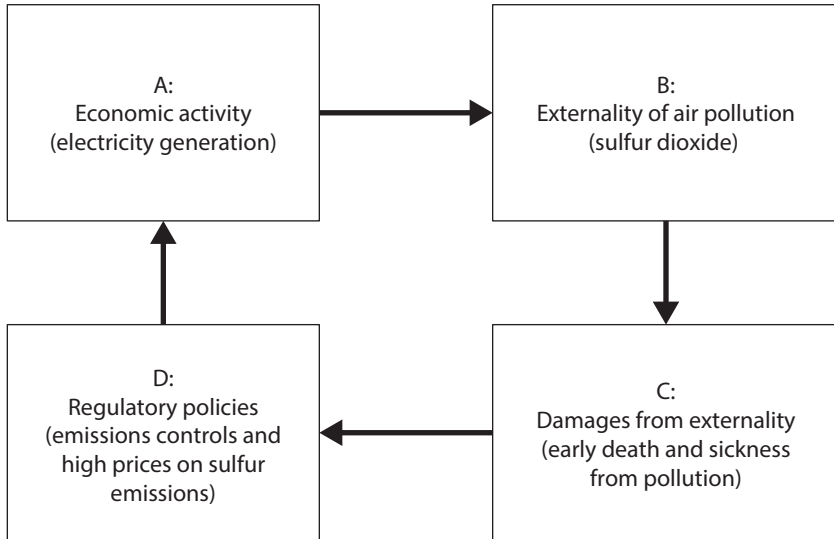 A:
Economic activity
(electricity generation)
B:
Externality of air pollution
(sulfur dioxide)
C:
Damages from externality
(early death and sickness
from pollution)
D:
Regulatory policies
(emissions controls and
high prices on sulfur
emissions)